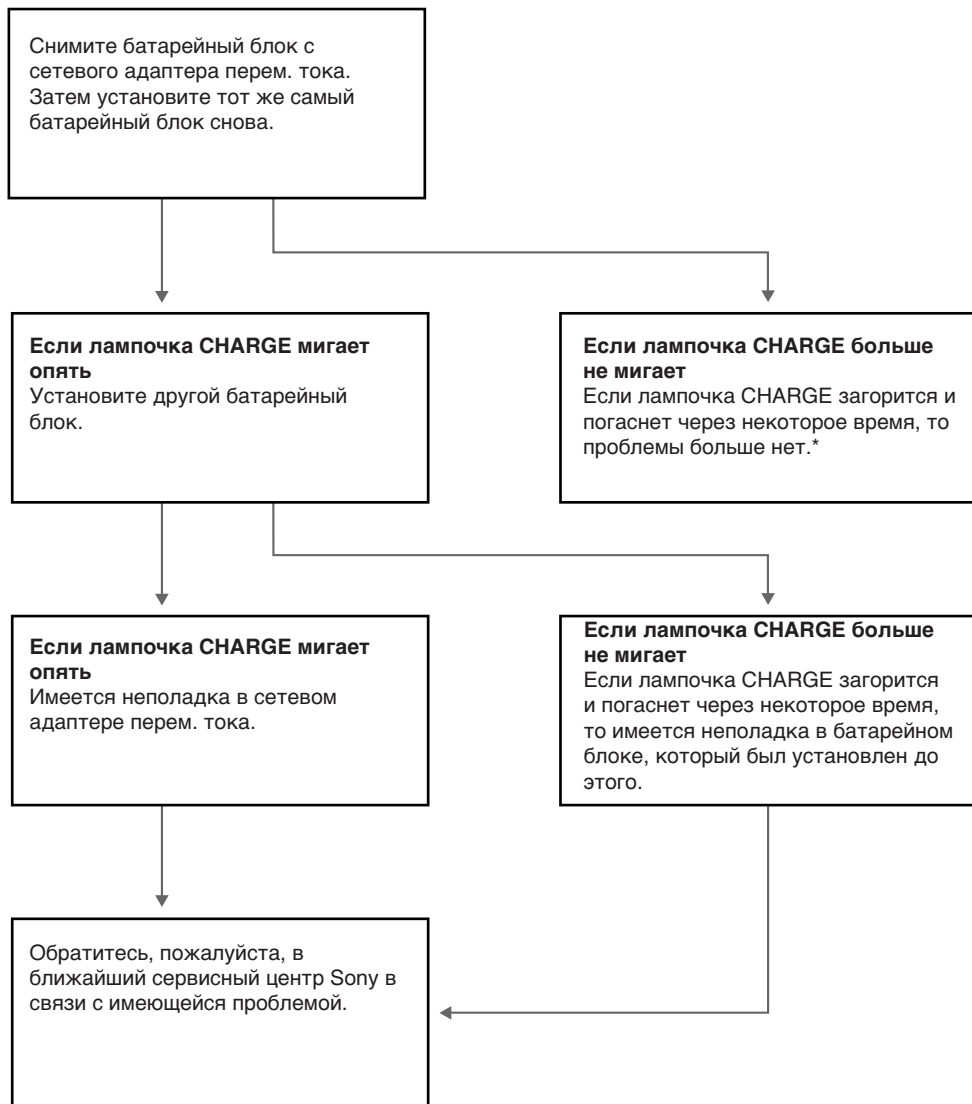 Снимите батарейный блок с
сетевого адаптера перем. тока.
Затем установите тот же самый
батарейный блок снова.
Если лампочка CHARGE мигает
опять
Установите другой батарейный
блок.
Если лампочка CHARGE больше
не мигает
Если лампочка CHARGE загорится и
погаснет через некоторое время, то
проблемы больше нет.*
Если лампочка CHARGE мигает
опять
Имеется неполадка в сетевом
адаптере перем. тока.
Если лампочка CHARGE больше
не мигает
Если лампочка CHARGE загорится
и погаснет через некоторое время,
то имеется неполадка в батарейном
блоке, который был установлен до
этого.
Обратитесь, пожалуйста, в
ближайший сервисный центр Sony в
связи с имеющейся проблемой.